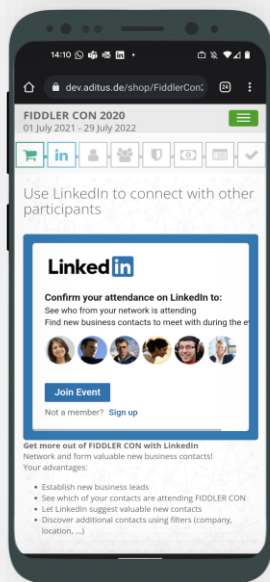 14:10
dev.aditus.de/shop/FiddlerCon2
24
FIDDLER CON 2020
01 July 2021 - 29 July 2022
in
Use LinkedIn to connect with other
participants
Linked in
Confirm your attendance on LinkedIn to:
See who from your network is attending
Find new business contacts to meet with during the e
Join Event
Not a member? Sign up
Get more out of FIDDLER CON with LinkedIn
Network and form valuable new business contacts!
Your advantages:
Establish new business leads
See which of your contacts are attending FIDDLER CON
Let LinkedIn suggest valuable new contacts
Discover additional contacts using filters (company,
location, ...)